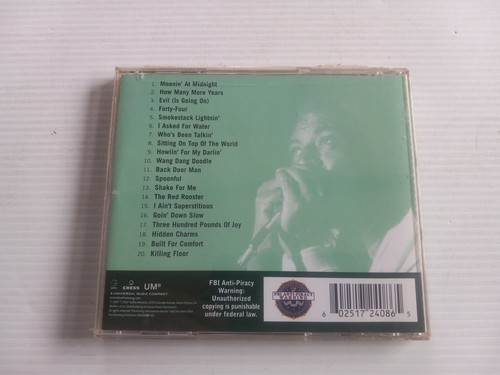 1. Moanin' At Midnight
2. How Many More Years
3. Evil (Is Going On)
4. Forty-Four
5. Smokestack Lightnin'
6. I Asked For Water
7. Who's Been Talkin'
8. Sitting On Top Of The World
9. Howlin' For My Darlin'
10. Wang Dang Doodle
11. Back Door Man
12. Spoonful
13. Shake For Me
14. The Red Rooster
15. I Ain't Superstitious
16. Goin' Down Slow
17. Three Hundred Pounds Of Joy
18. Hidden Charms
19. Built For Comfort
20. Killing Floor
CHESS UMe
A UNIVERSAL MUSIC COMPANY
FBI Anti-Piracy
Warning:
Unauthorized
copying is punishable
under federal law.
6 02517 24086 5